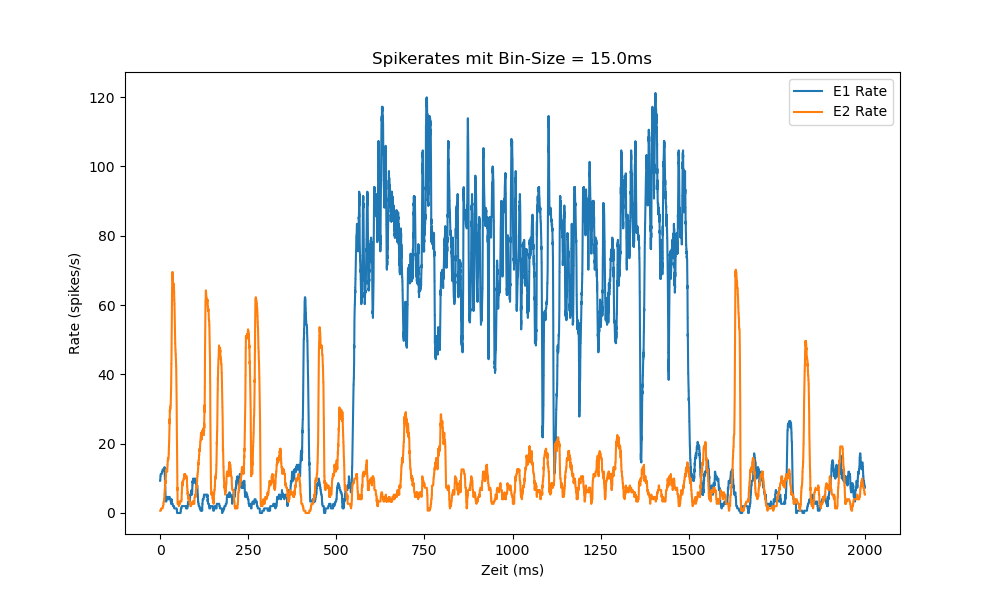 Spikerates mit Bin-Size = 15.0ms
E1 Rate
E2 Rate
120
100
80
60
40
20
0
Rate (spikes/s)
0 250 500 750 1000 1250 1500 1750 2000
Zeit (ms)